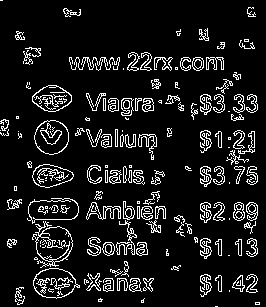 www.22rx.com
Viagra $3.33
Valium $1.21
Cialis $3.75
Ambien $2.89
Soma $1.13
Xanax $1.42